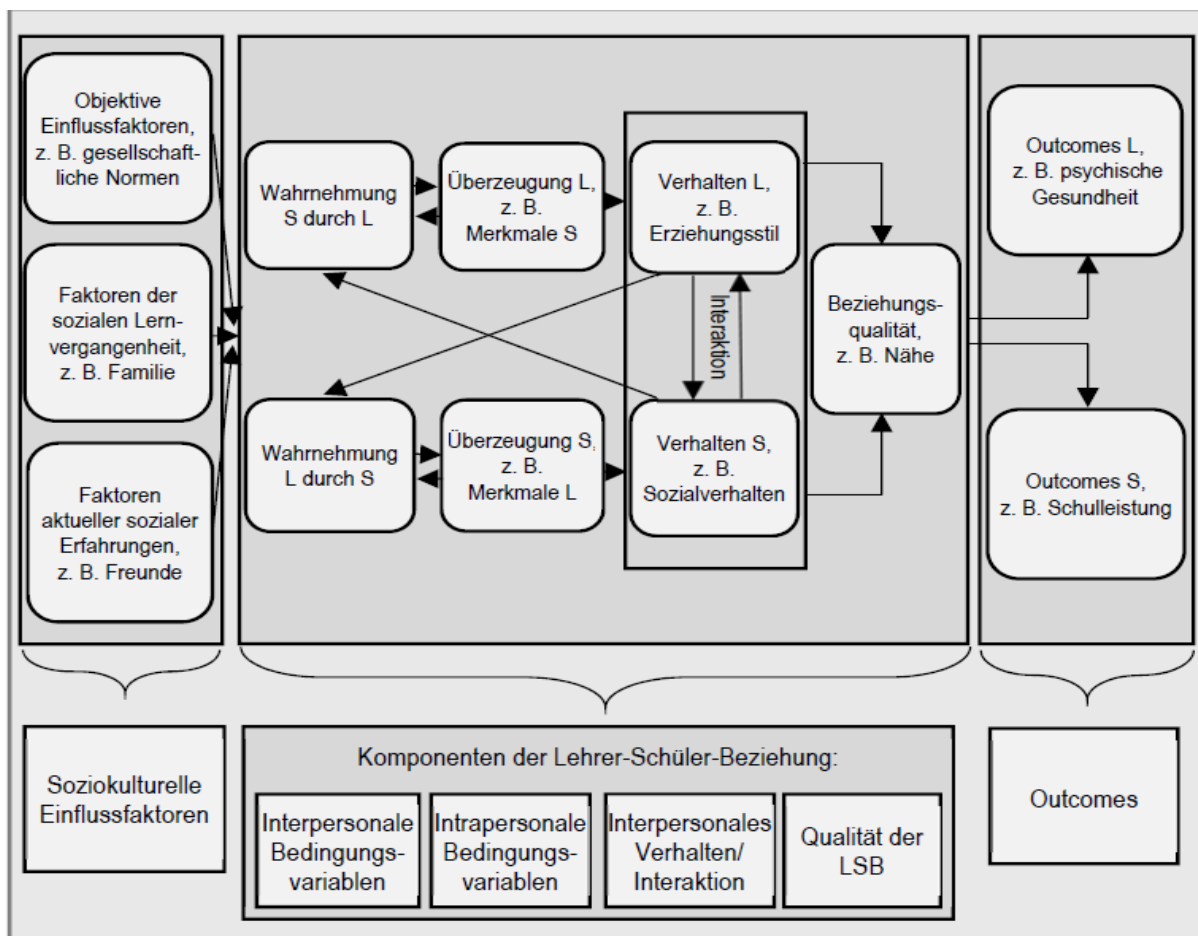 Objektive
Einflussfaktoren,
z. B. gesellschaft-
liche Normen
Faktoren der
sozialen Lern-
vergangenheit,
z. B. Familie
Faktoren
aktueller sozialer
Erfahrungen,
z. B. Freunde
Wahrnehmung
S durch L
Überzeugung L,
z. B.
Merkmale S
Verhalten L,
z. B.
Erziehungsstil
Interaktion
Wahrnehmung
L durch S
Überzeugung S,
z. B.
Merkmale L
Verhalten S,
z. B.
Sozialverhalten
Beziehungs-
qualität,
z. B. Nähe
Outcomes L,
z. B. psychische
Gesundheit
Outcomes S,
z. B. Schulleistung
Soziokulturelle
Einflussfaktoren
Komponenten der Lehrer-Schüler-Beziehung:
Interpersonale
Bedingungs-
variablen
Intrapersonale
Bedingungs-
variablen
Interpersonales
Verhalten/
Interaktion
Qualität der
LSB
Outcomes